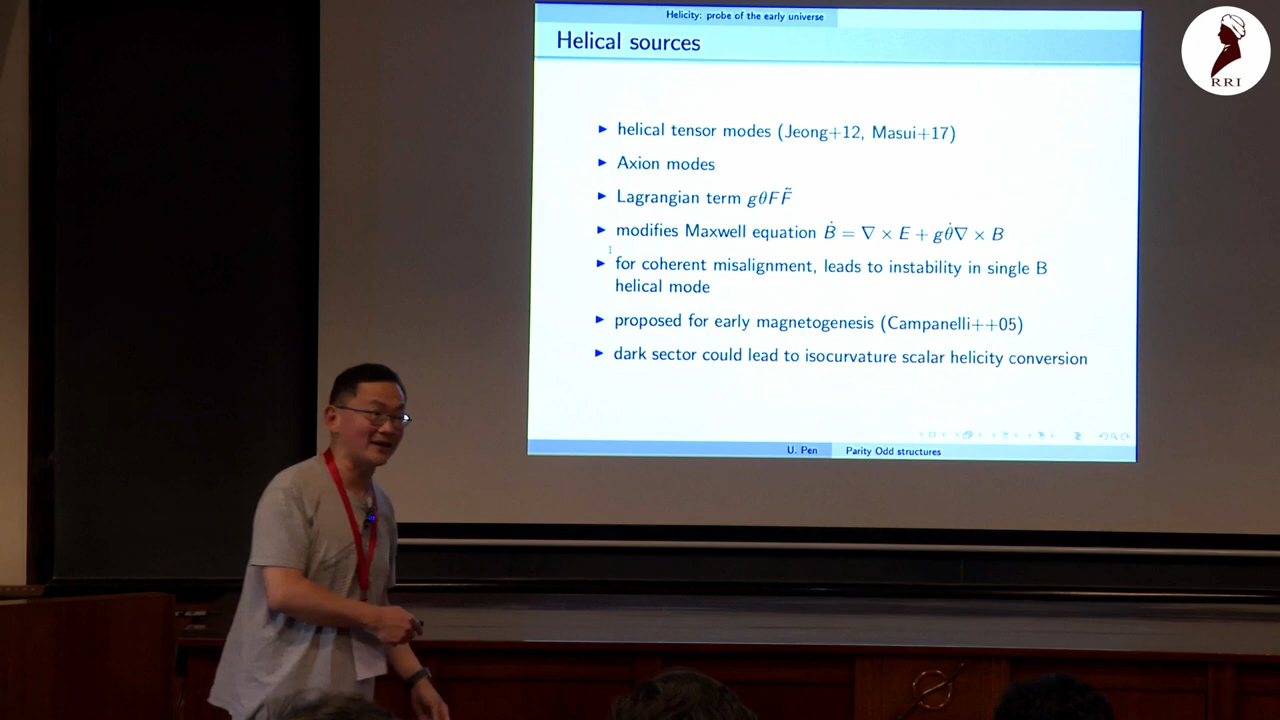 Helicity: probe of the early universe
RRI
Helical sources
helical tensor modes (Jeong+12, Masui+17)
Axion modes
Lagrangian term gθFF̃
modifies Maxwell equation Ḃ = ∇ × E + gθ̇∇ × B
for coherent misalignment, leads to instability in single B
helical mode
proposed for early magnetogenesis (Campanelli++05)
dark sector could lead to isocurvature scalar helicity conversion
U. Pen Parity Odd structures